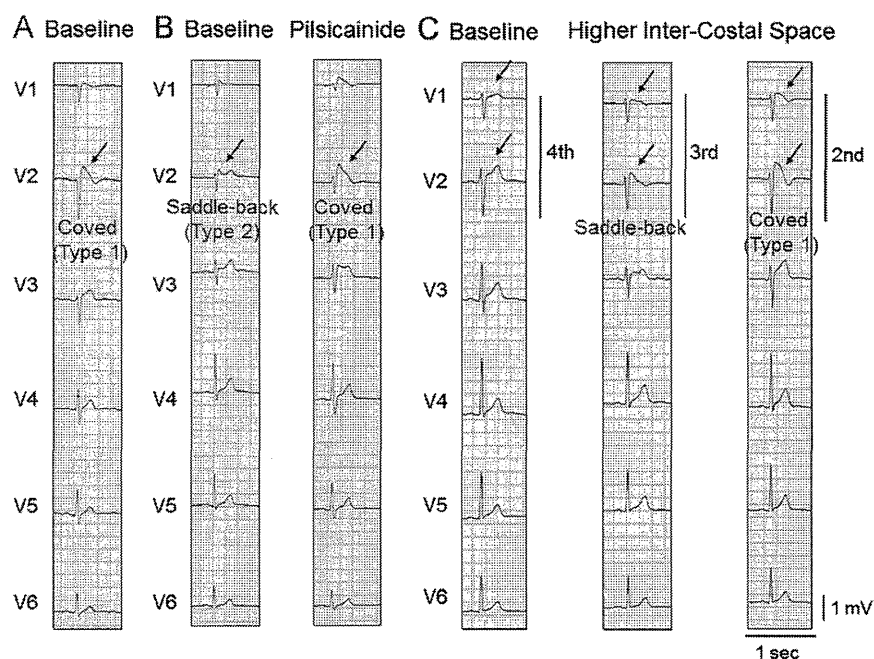 A Baseline
B Baseline
Pilsicainide
C Baseline
Higher Inter-Costal Space
V1
V2
Coved
(Type 1)
V3
V4
V5
V6
V1
V2
Saddle-back
(Type 2)
Coved
(Type 1)
V3
V4
V5
V6
V1
4th
V2
3rd
Saddle-back
2nd
Coved
(Type 1)
V3
V4
V5
V6
1 mV
1 sec